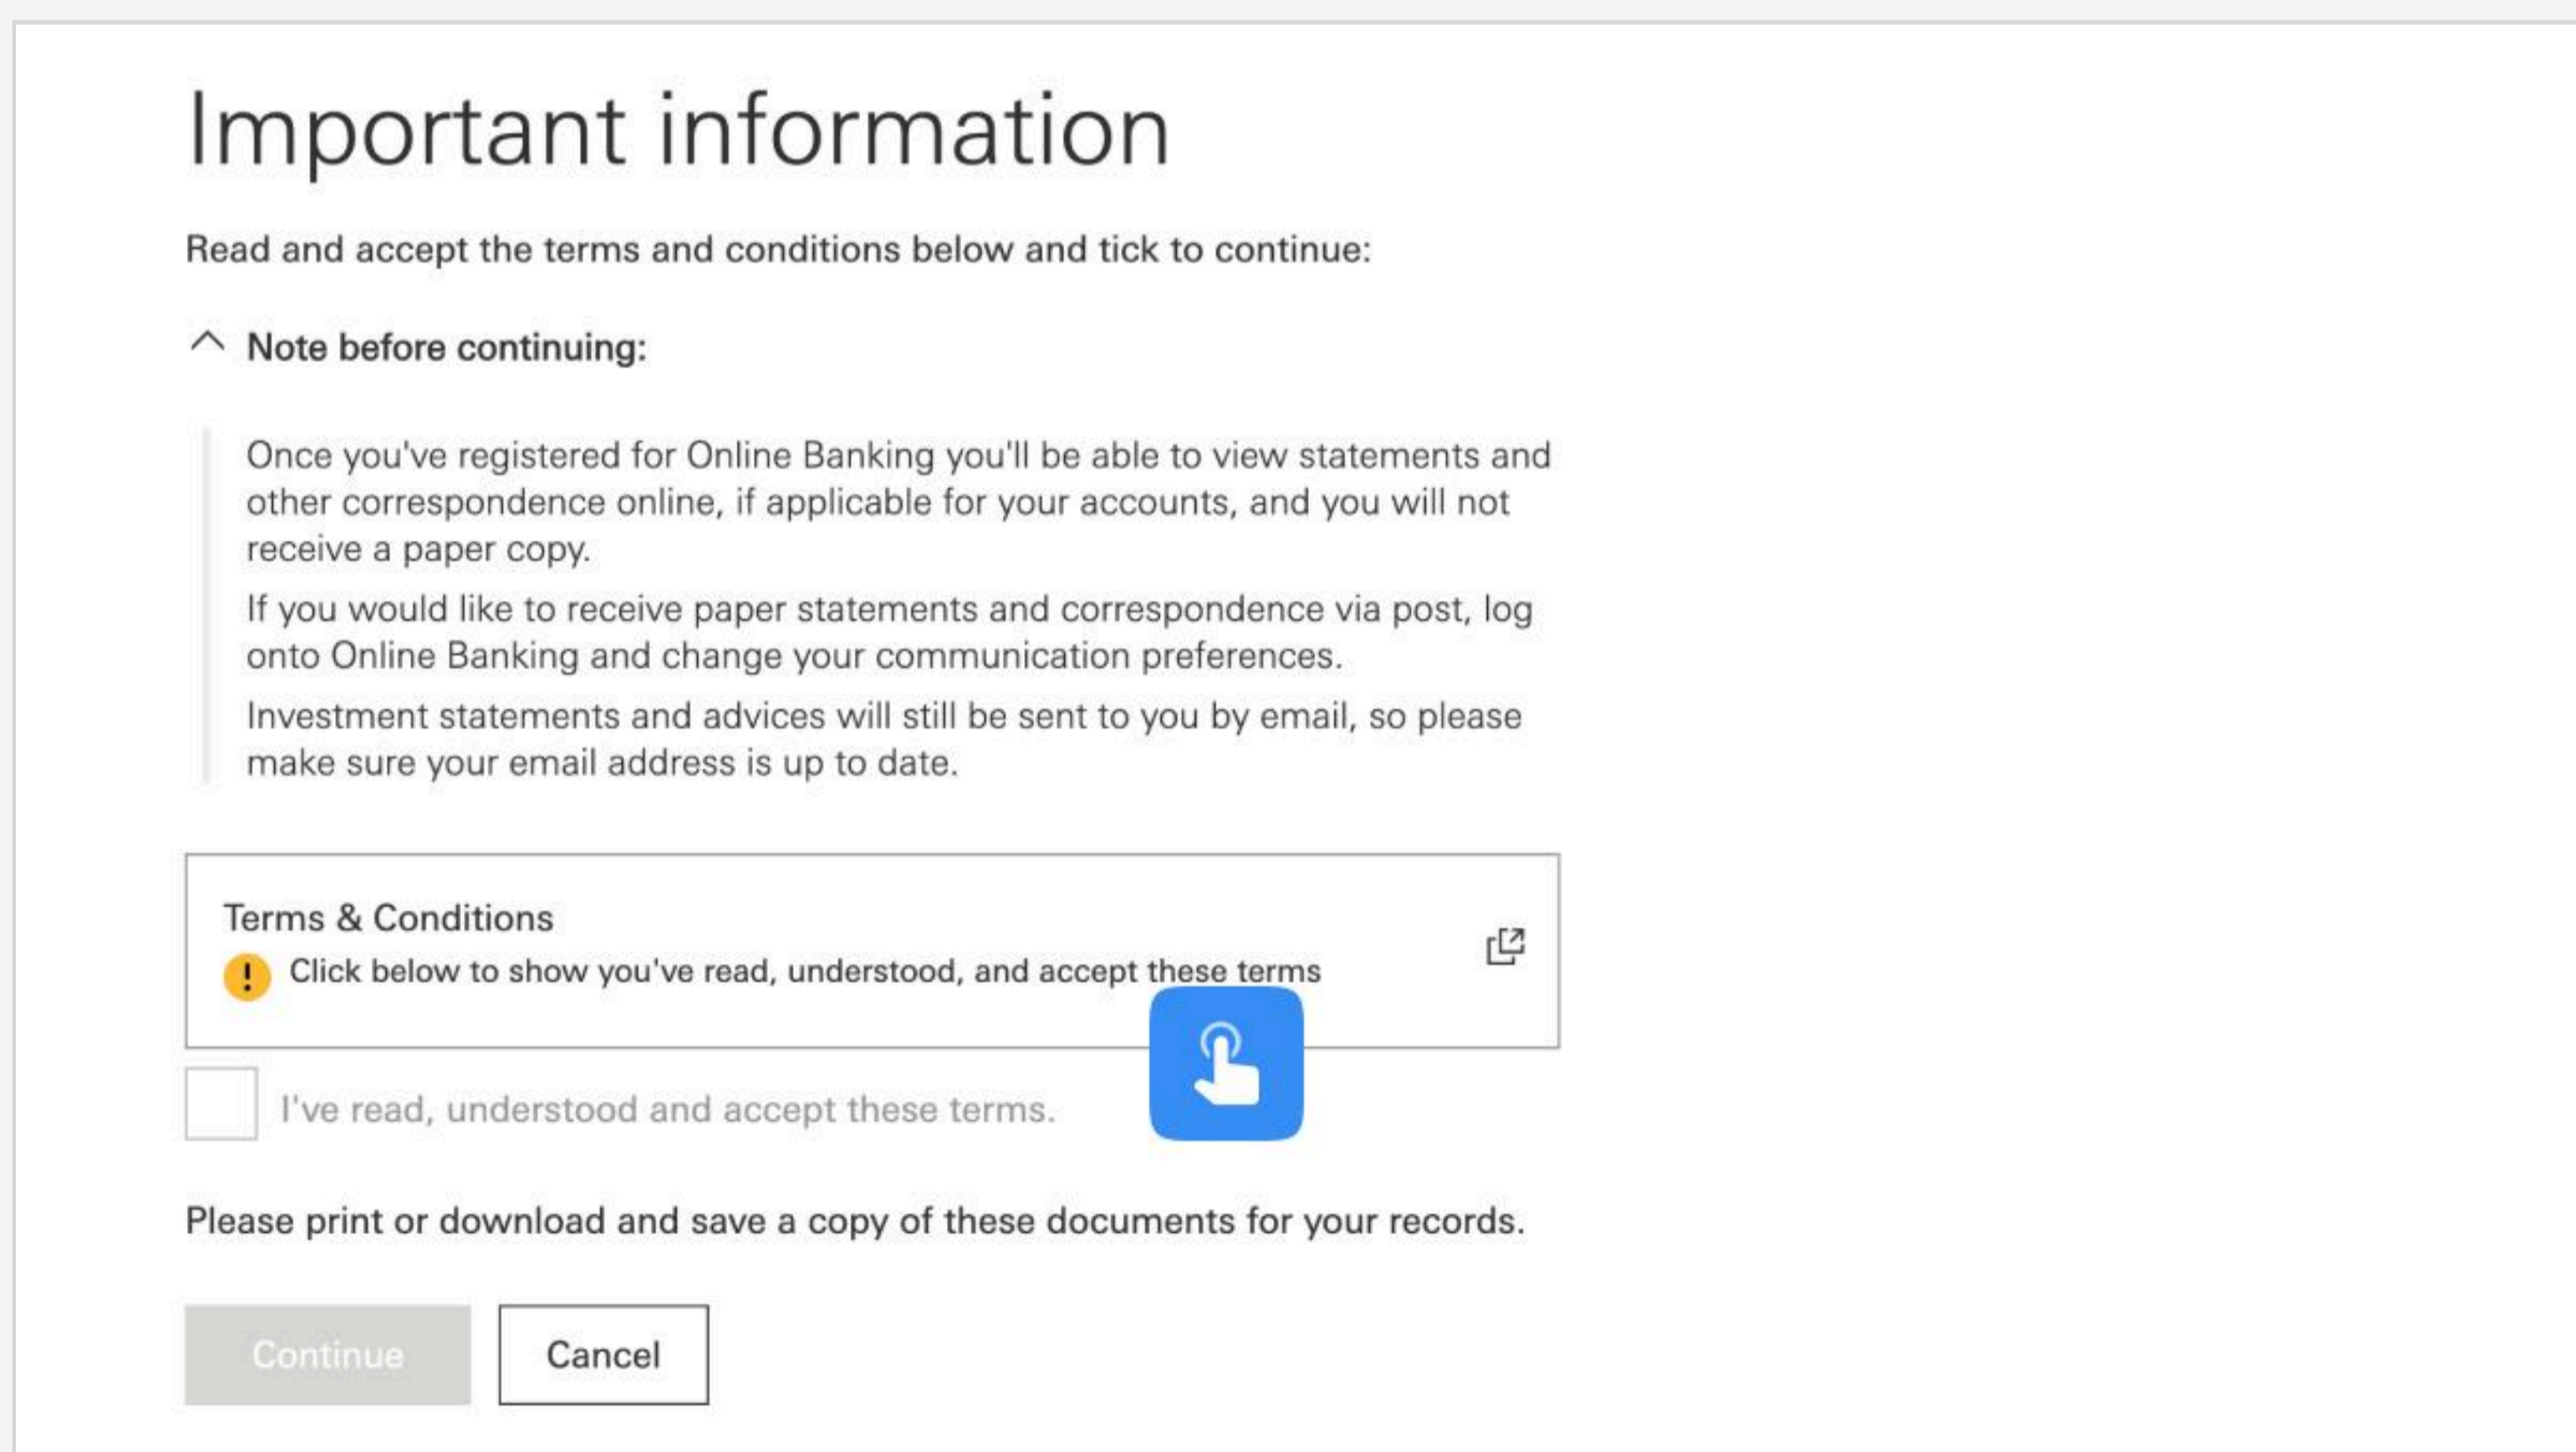 Important information
Read and accept the terms and conditions below and tick to continue:
Note before continuing:
Once you've registered for Online Banking you'll be able to view statements and
other correspondence online, if applicable for your accounts, and you will not
receive a paper copy.
If you would like to receive paper statements and correspondence via post, log
onto Online Banking and change your communication preferences.
Investment statements and advices will still be sent to you by email, so please
make sure your email address is up to date.
Terms & Conditions
Click below to show you've read, understood, and accept these terms
I've read, understood and accept these terms.
Please print or download and save a copy of these documents for your records.
Continue
Cancel